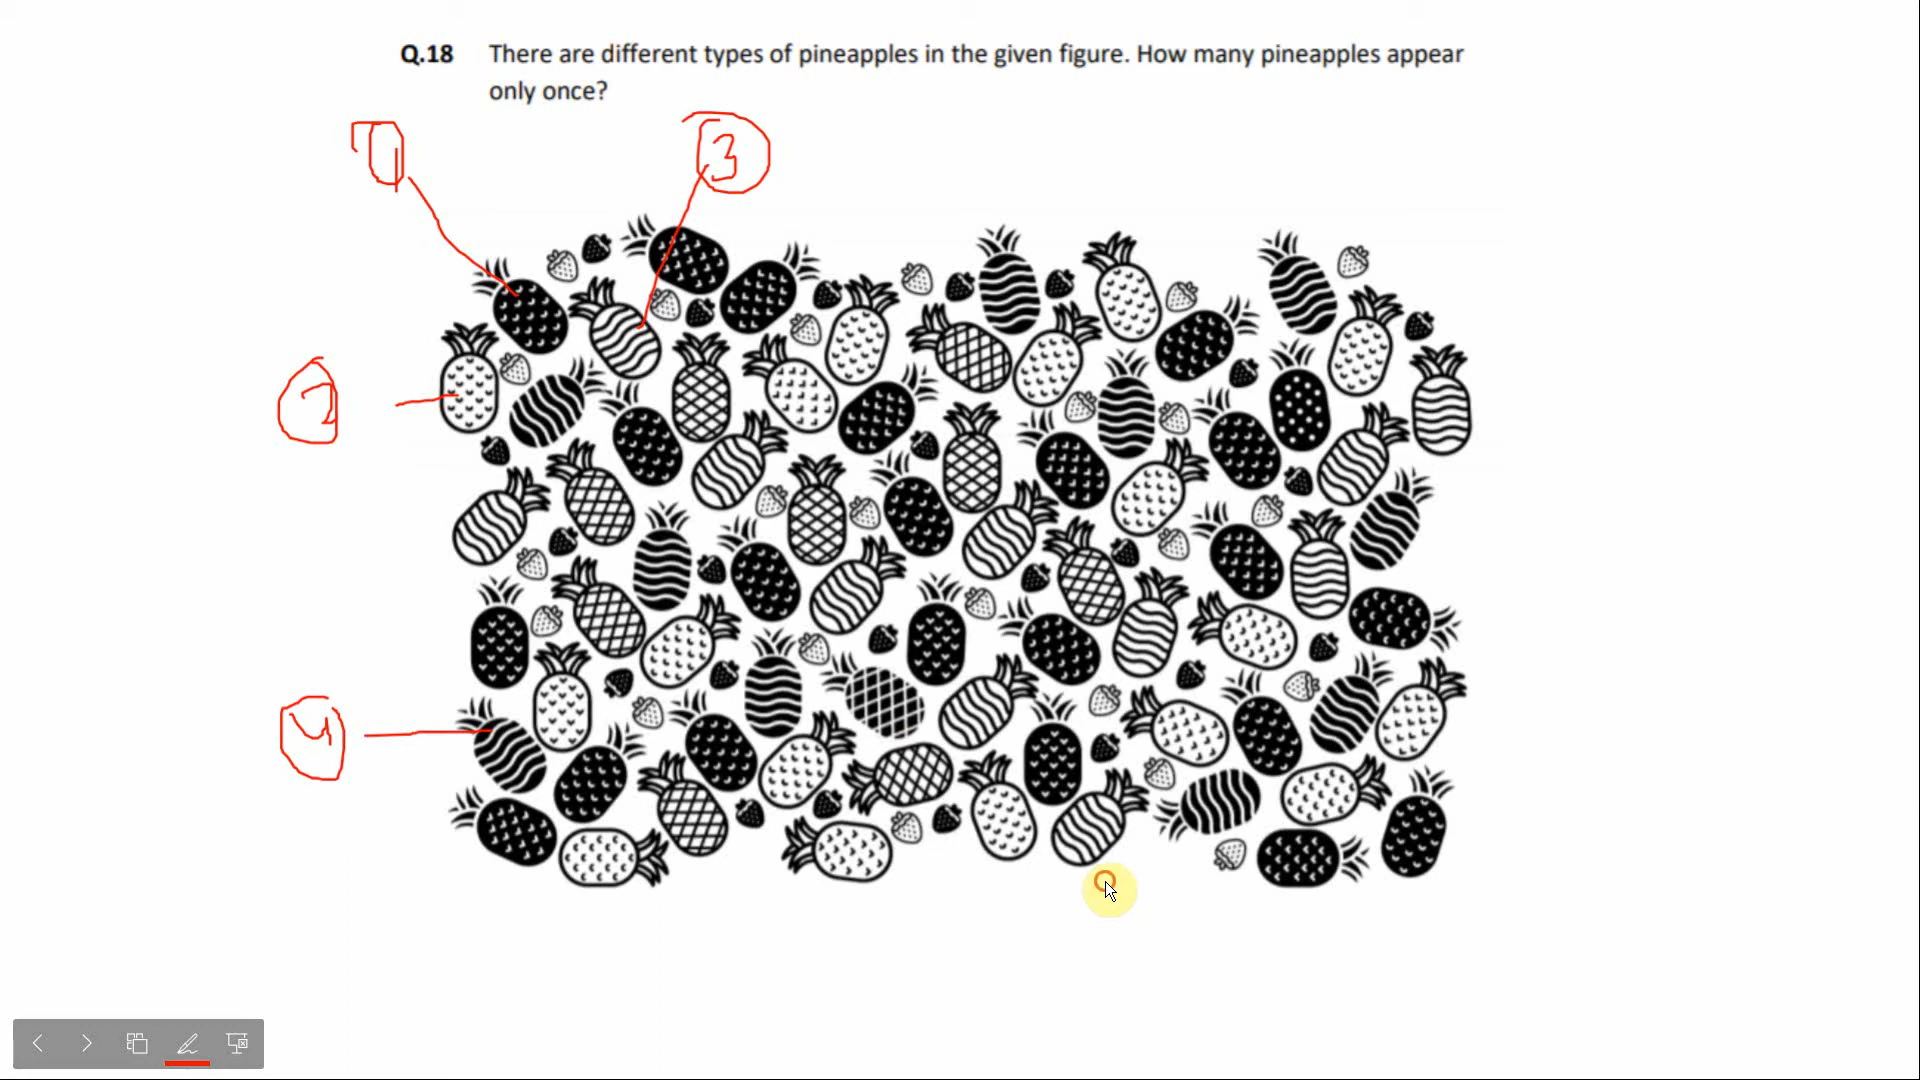 Q.18 There are different types of pineapples in the given figure. How many pineapples appear
only once?
1
3
2
4